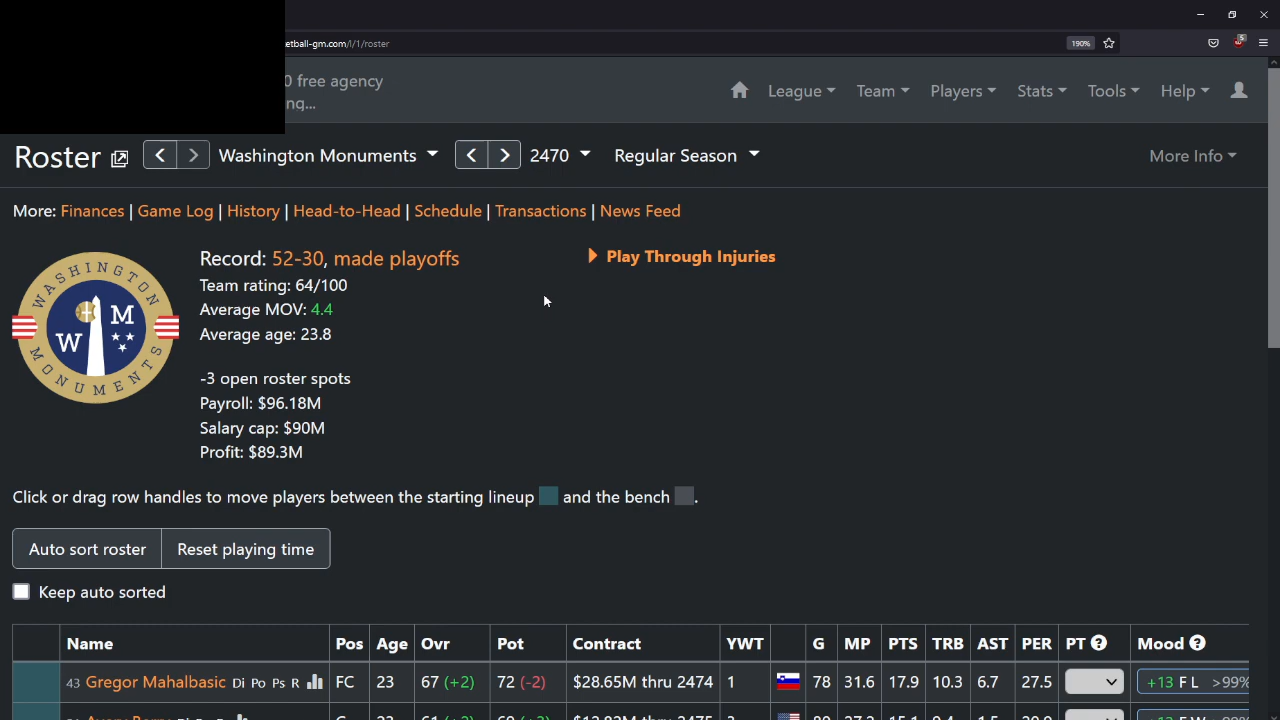 etball-gm.com/l/1/roster
190%
5
0 free agency
ng...
League
Team
Players
Stats
Tools
Help
Roster
Washington Monuments
2470
Regular Season
More Info
More: Finances | Game Log | History | Head-to-Head | Schedule | Transactions | News Feed
WASHINGTON MONUMENTS
W M
Record: 52-30, made playoffs
Play Through Injuries
Team rating: 64/100
Average MOV: 4.4
Average age: 23.8
-3 open roster spots
Payroll: $96.18M
Salary cap: $90M
Profit: $89.3M
Click or drag row handles to move players between the starting lineup and the bench .
Auto sort roster
Reset playing time
Keep auto sorted
Name Pos Age Ovr Pot Contract YWT G MP PTS TRB AST PER PT ? Mood ?
43 Gregor Mahalbasic Di Po Ps R FC 23 67 (+2) 72 (-2) $28.65M thru 2474 1 78 31.6 17.9 10.3 6.7 27.5 +13 F L >99%